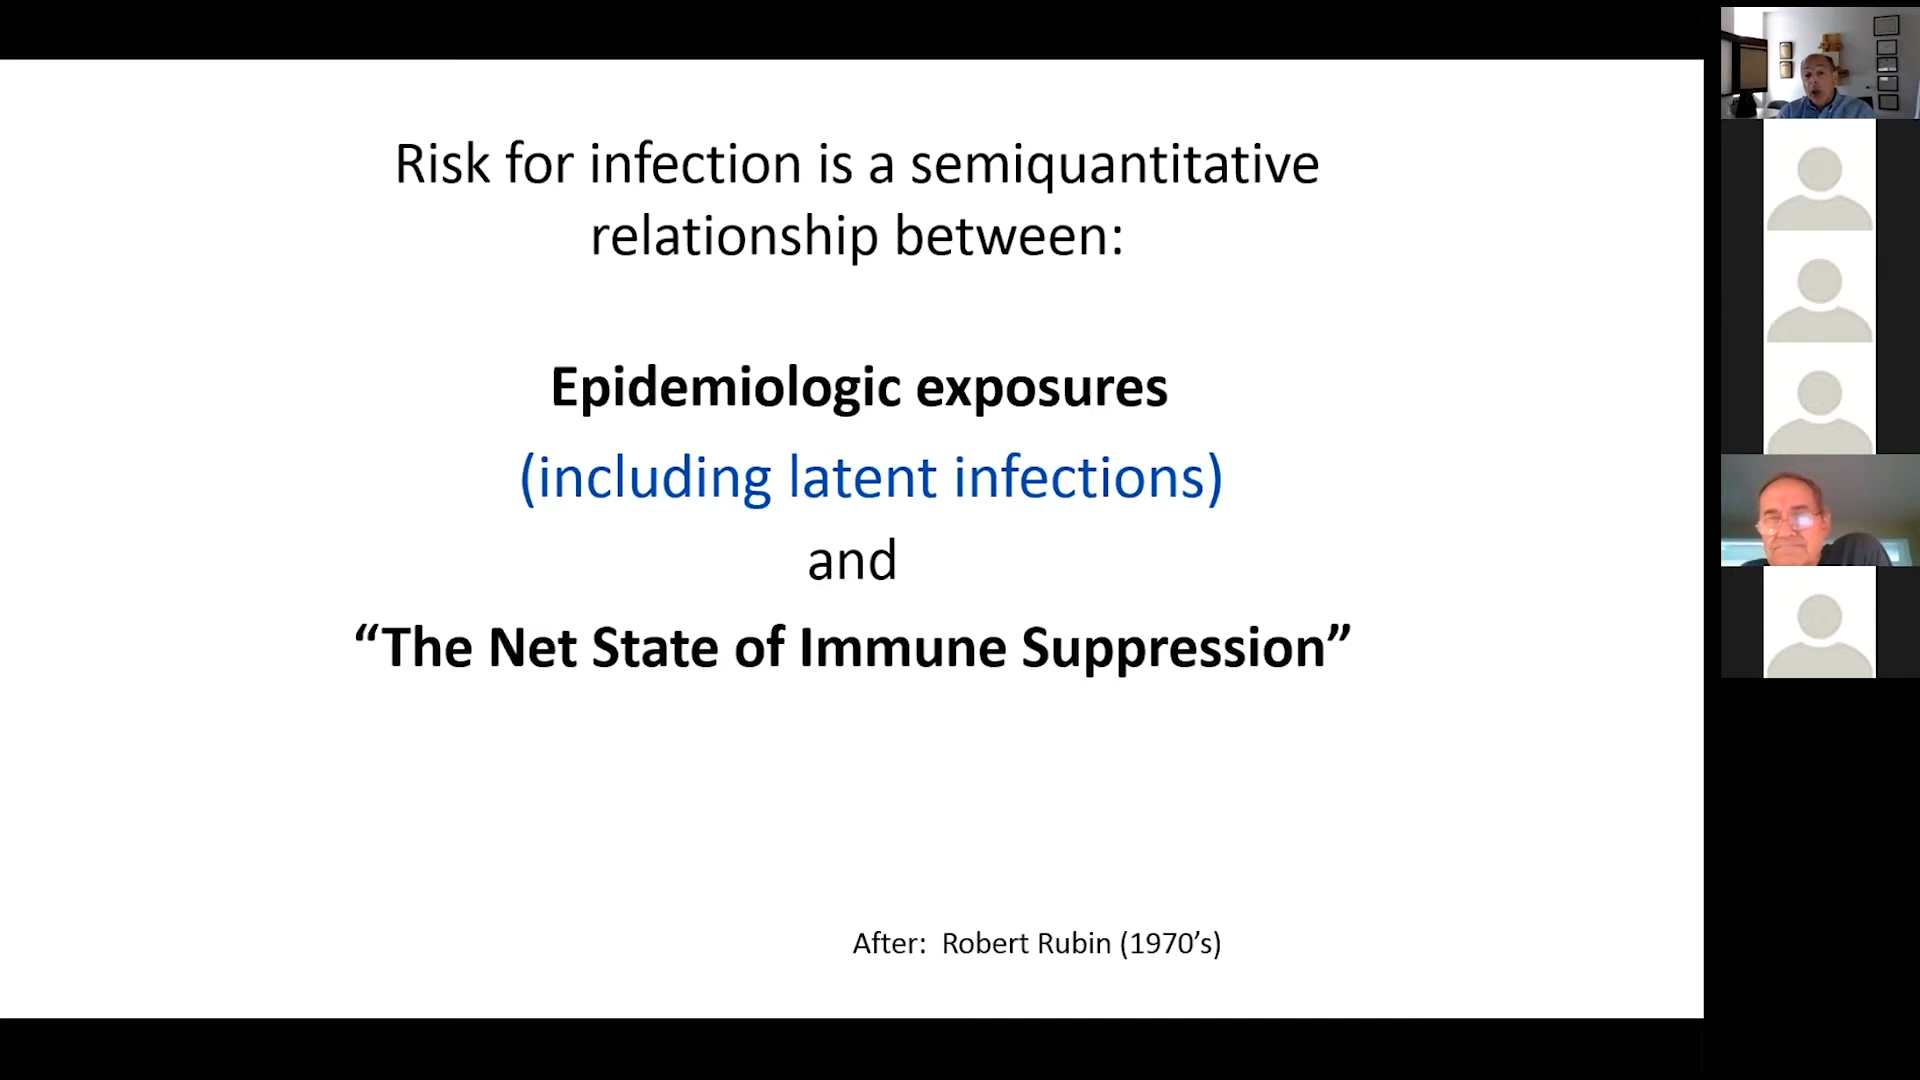 Risk for infection is a semiquantitative
relationship between:
Epidemiologic exposures
(including latent infections)
and
“The Net State of Immune Suppression”
After:  Robert Rubin (1970’s)